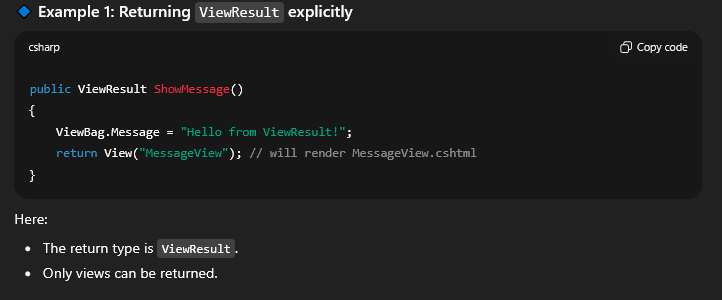 Example 1: Returning ViewResult explicitly
csharp
Copy code
public ViewResult ShowMessage()
{
    ViewBag.Message = "Hello from ViewResult!";
    return View("MessageView"); // will render MessageView.cshtml
}
Here:
• The return type is ViewResult.
• Only views can be returned.